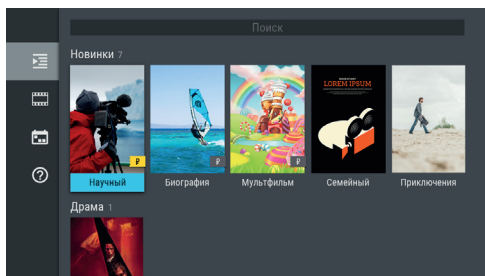 Поиск
Новинки 7
LOREM IPSUM
₽
₽
₽
Научный
Биография
Мультфильм
Семейный
Приключения
Драма 1